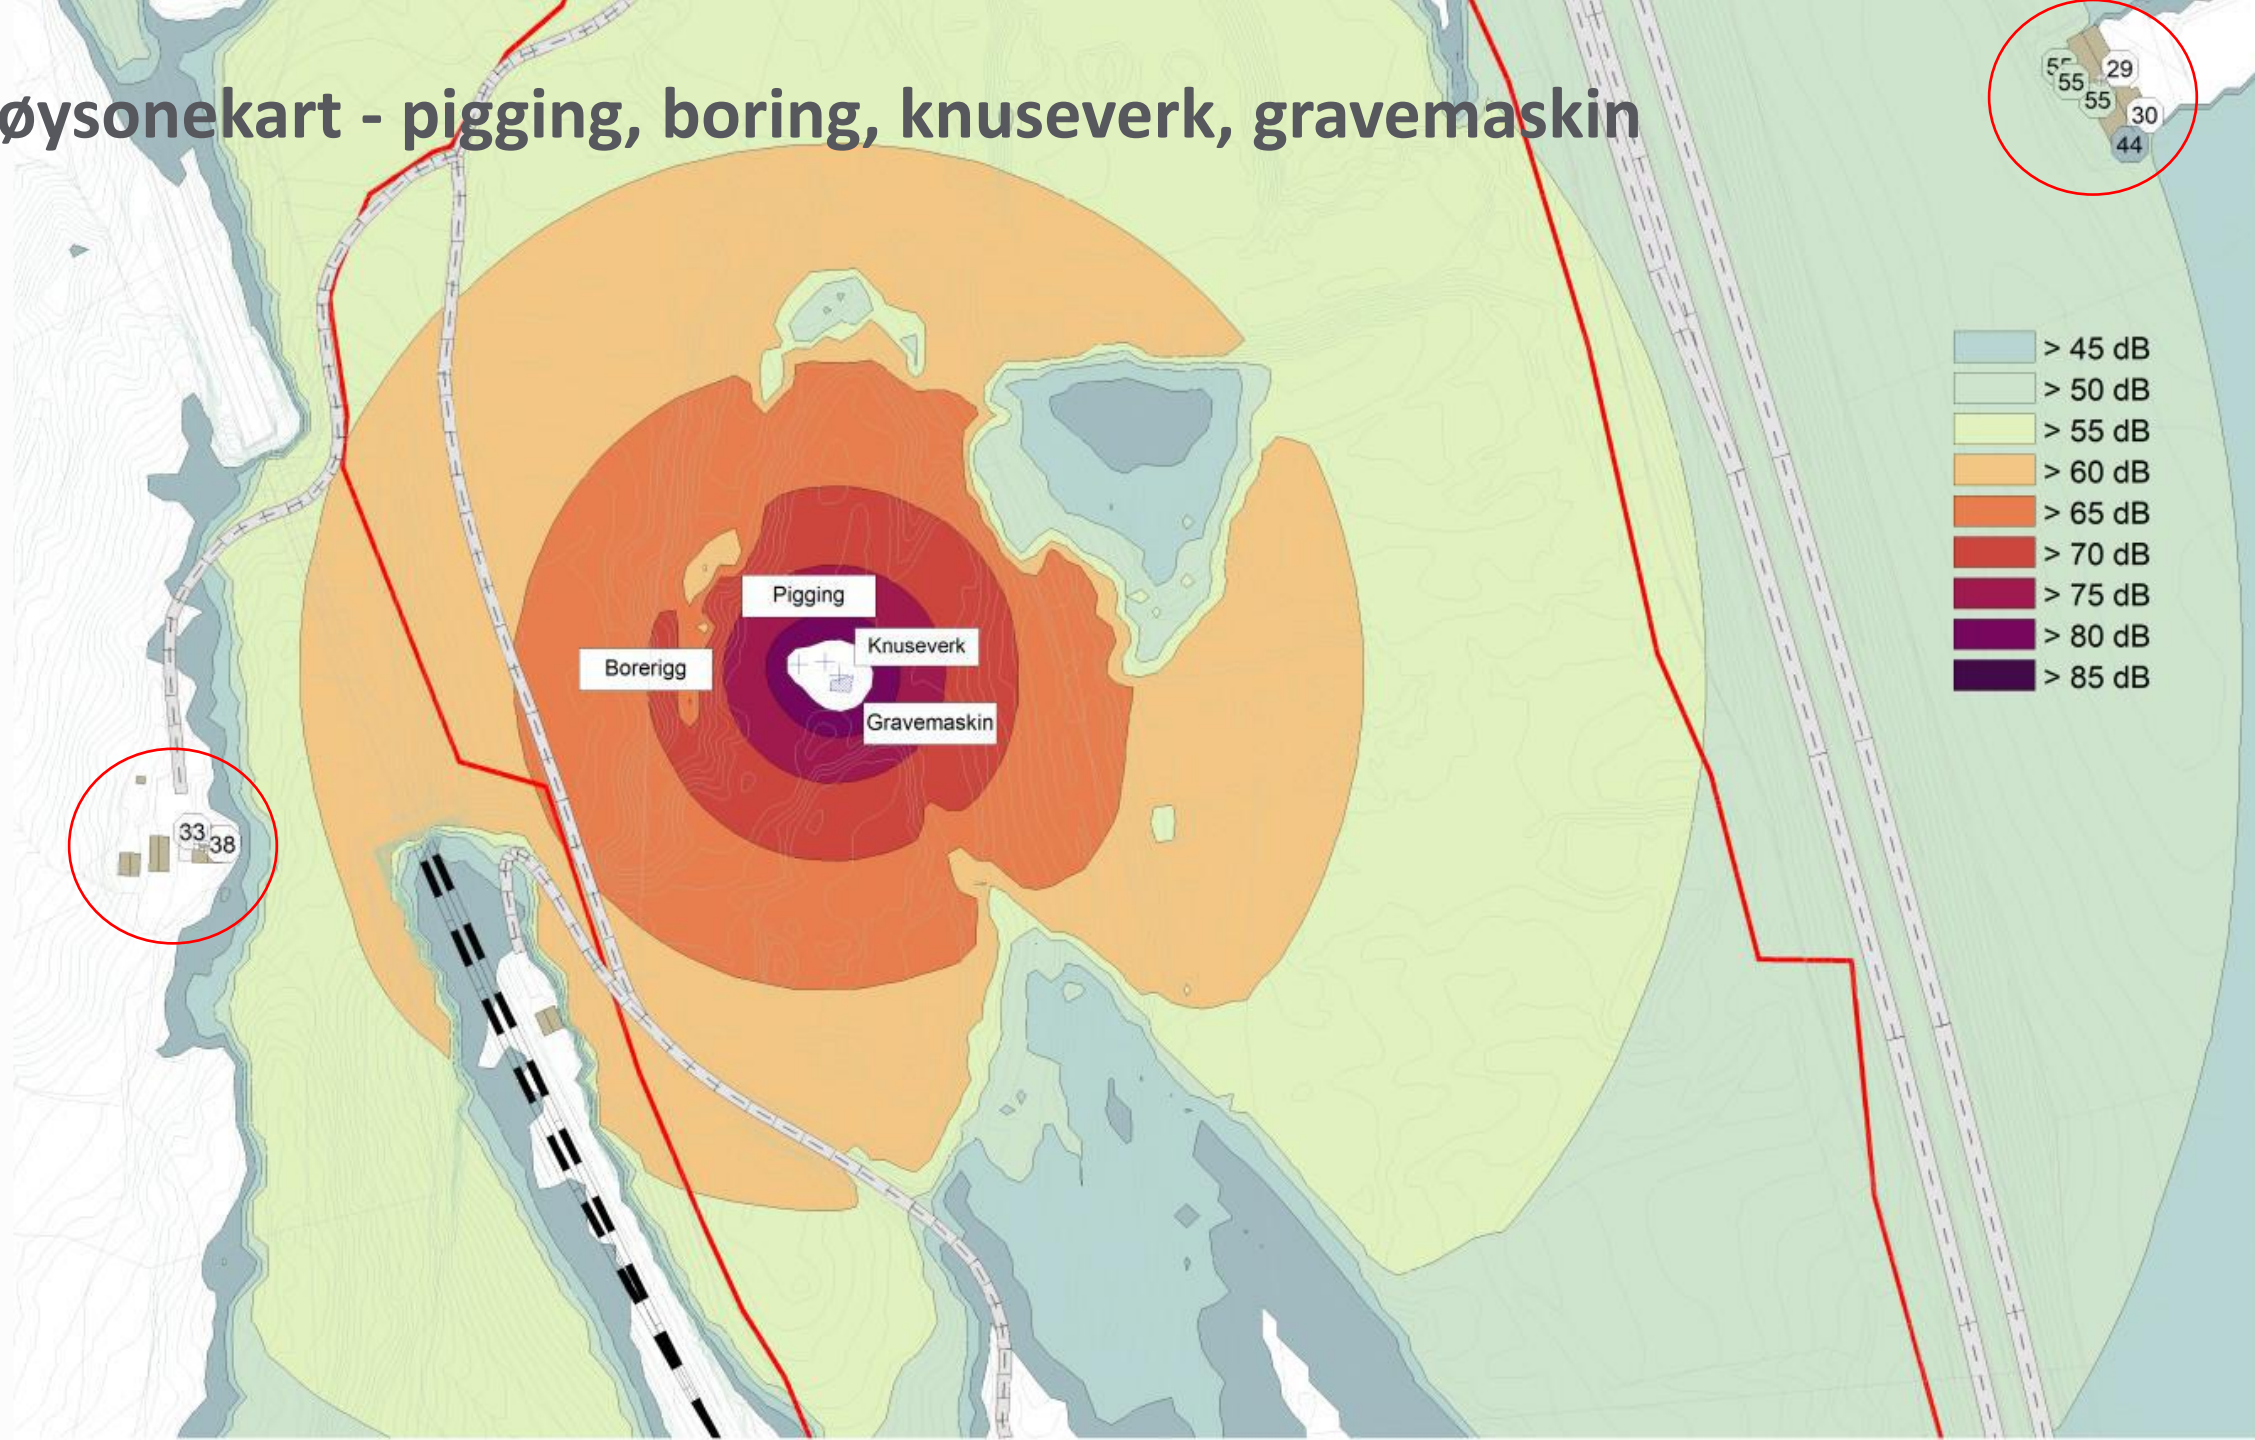 øysonekart - pigging, boring, knuseverk, gravemaskin
55
55
55
29
30
44
> 45 dB
> 50 dB
> 55 dB
> 60 dB
> 65 dB
> 70 dB
> 75 dB
> 80 dB
> 85 dB
Pigging
Knuseverk
Borerigg
Gravemaskin
33
38